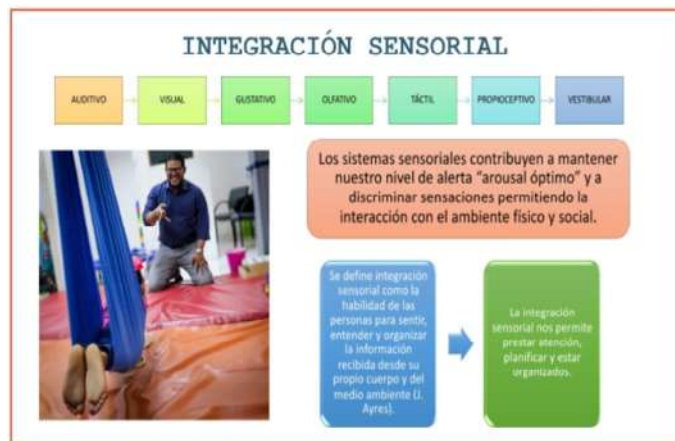 INTEGRACIÓN SENSORIAL
AUDITIVO
VISUAL
GUSTATIVO
OLFATIVO
TÁCTIL
PROPIOCEPTIVO
VESTIBULAR
Los sistemas sensoriales contribuyen a mantener
nuestro nivel de alerta "arousal óptimo" y a
discriminar sensaciones permitiendo la
interacción con el ambiente físico y social.
Se define integración
sensorial como la
habilidad de las
personas para sentir,
entender y organizar
la información
recibida desde su
propio cuerpo y del
medio ambiente (J.
Ayres).
La integración
sensorial nos permite
prestar atención,
planificar y estar
organizados.